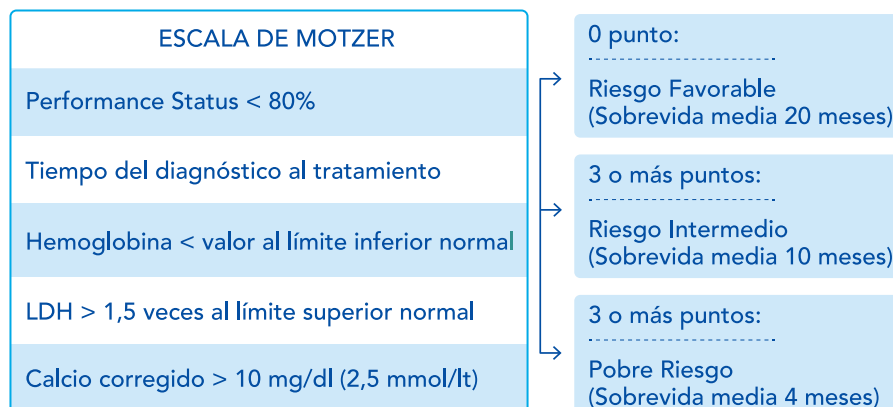 ESCALA DE MOTZER
Performance Status < 80%
Tiempo del diagnóstico al tratamiento
Hemoglobina < valor al límite inferior normal
LDH > 1,5 veces al límite superior normal
Calcio corregido > 10 mg/dl (2,5 mmol/lt)
0 punto:
Riesgo Favorable
(Sobrevida media 20 meses)
3 o más puntos:
Riesgo Intermedio
(Sobrevida media 10 meses)
3 o más puntos:
Pobre Riesgo
(Sobrevida media 4 meses)